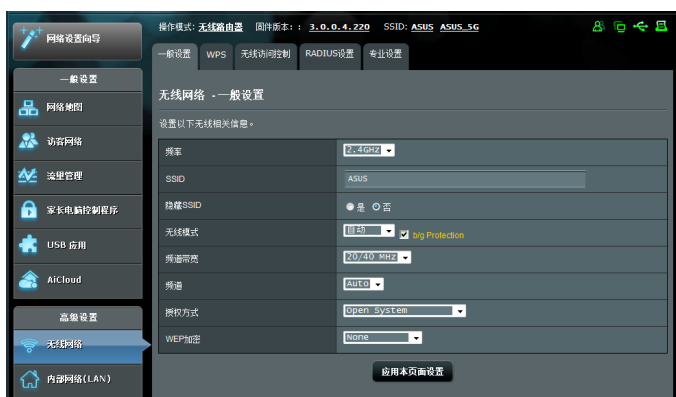 操作模式: 无线路由器 固件版本: : 3.0.0.4.220 SSID: ASUS ASUS_5G
网络设置向导
一般设置 WPS 无线访问控制 RADIUS设置 专业设置
一般设置
网络地图
访客网络
流量管理
家长电脑控制程序
USB 应用
AiCloud
高级设置
无线网络
内部网络(LAN)
无线网络 - 一般设置
设置以下无线相关信息。
频率 2.4GHz
SSID ASUS
隐藏SSID 是 否
无线模式 自动 b/g Protection
频道带宽 20/40 MHz
频道 Auto
授权方式 Open System
WEP加密 None
应用本页面设置